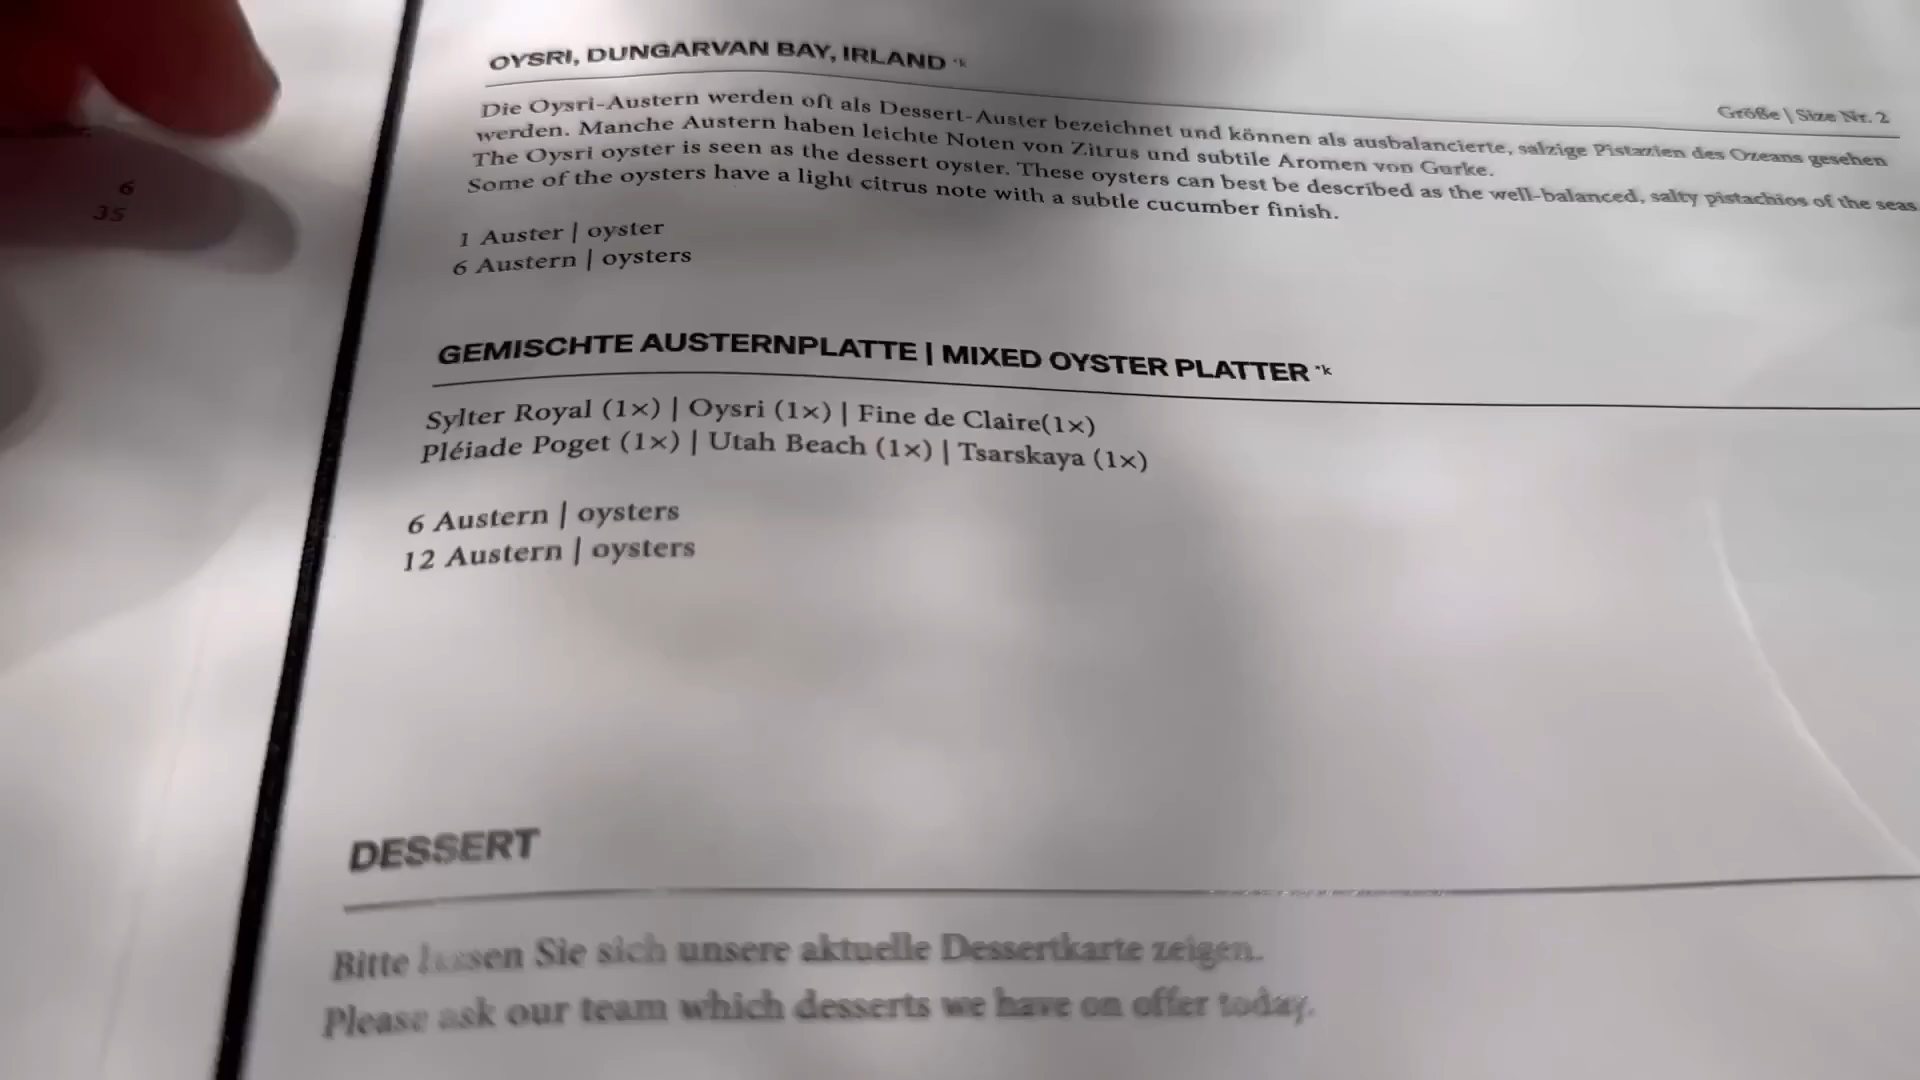 6
35
OYSRI, DUNGARVAN BAY, IRLAND *k
Größe | Size Nr. 2
Die Oysri-Austern werden oft als Dessert-Auster bezeichnet und können als ausbalancierte, salzige Pistazien des Ozeans gesehen
werden. Manche Austern haben leichte Noten von Zitrus und subtile Aromen von Gurke.
The Oysri oyster is seen as the dessert oyster. These oysters can best be described as the well-balanced, salty pistachios of the seas
Some of the oysters have a light citrus note with a subtle cucumber finish.
1 Auster | oyster
6 Austern | oysters
GEMISCHTE AUSTERNPLATTE | MIXED OYSTER PLATTER *k
Sylter Royal (1x) | Oysri (1x) | Fine de Claire(1x)
Pléiade Poget (1x) | Utah Beach (1x) | Tsarskaya (1x)
6 Austern | oysters
12 Austern | oysters
DESSERT
Bitte lassen Sie sich unsere aktuelle Dessertkarte zeigen.
Please ask our team which desserts we have on offer today.